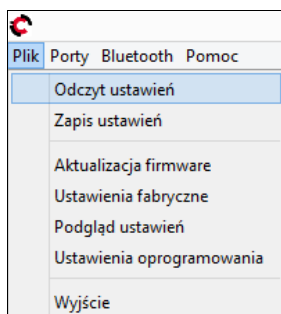 Plik Porty Bluetooth Pomoc
Odczyt ustawień
Zapis ustawień
Aktualizacja firmware
Ustawienia fabryczne
Podgląd ustawień
Ustawienia oprogramowania
Wyjście